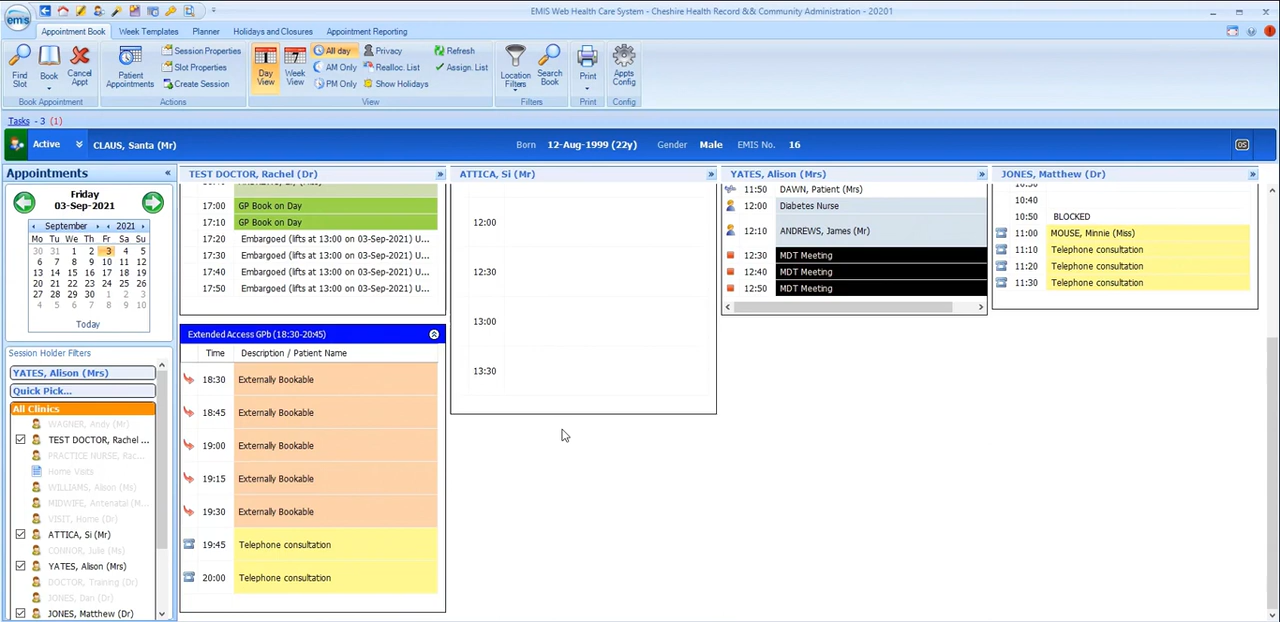 EMIS Web Health Care System - Cheshire Health Record && Community Administration - 20201
emis
Appointment Book Week Templates Planner Holidays and Closures Appointment Reporting
Find Slot
Book
Cancel Appt
Book Appointment
Patient Appointments
Session Properties
Slot Properties
Create Session
Actions
Day View
Week View
All day
AM Only
PM Only
Privacy
Realloc. List
Show Holidays
Refresh
Assign. List
View
Location Filters
Search Book
Filters
Print
Print
Appts Config
Config
Tasks - 3 (1)
Active CLAUS, Santa (Mr) Born 12-Aug-1999 (22y) Gender Male EMIS No. 16
Appointments
Friday
03-Sep-2021
September 2021
Mo Tu We Th Fr Sa Su
30 31 1 2 3 4 5
6 7 8 9 10 11 12
13 14 15 16 17 18 19
20 21 22 23 24 25 26
27 28 29 30 1 2 3
4 5 6 7 8 9 10
Today
Session Holder Filters
YATES, Alison (Mrs)
Quick Pick...
All Clinics
WAGNER, Andy (Mr)
TEST DOCTOR, Rachel ...
PRACTICE NURSE, Rac...
Home Visits
WILLIAMS, Alison (Ms)
MIDWIFE, Antenatal (M...
VISIT, Home (Dr)
ATTICA, Si (Mr)
CONNOR, Julie (Ms)
YATES, Alison (Mrs)
DOCTOR, Training (Dr)
JONES, Dan (Dr)
JONES, Matthew (Dr)
TEST DOCTOR, Rachel (Dr)
17:00 GP Book on Day
17:10 GP Book on Day
17:20 Embargoed (lifts at 13:00 on 03-Sep-2021) U...
17:30 Embargoed (lifts at 13:00 on 03-Sep-2021) U...
17:40 Embargoed (lifts at 13:00 on 03-Sep-2021) U...
17:50 Embargoed (lifts at 13:00 on 03-Sep-2021) U...
Extended Access GPb (18:30-20:45)
Time Description / Patient Name
18:30 Externally Bookable
18:45 Externally Bookable
19:00 Externally Bookable
19:15 Externally Bookable
19:30 Externally Bookable
19:45 Telephone consultation
20:00 Telephone consultation
ATTICA, Si (Mr)
12:00
12:30
13:00
13:30
YATES, Alison (Mrs)
11:50 DAWN, Patient (Mrs)
12:00 Diabetes Nurse
12:10 ANDREWS, James (Mr)
12:30 MDT Meeting
12:40 MDT Meeting
12:50 MDT Meeting
JONES, Matthew (Dr)
10:40
10:50 BLOCKED
11:00 MOUSE, Minnie (Miss)
11:10 Telephone consultation
11:20 Telephone consultation
11:30 Telephone consultation